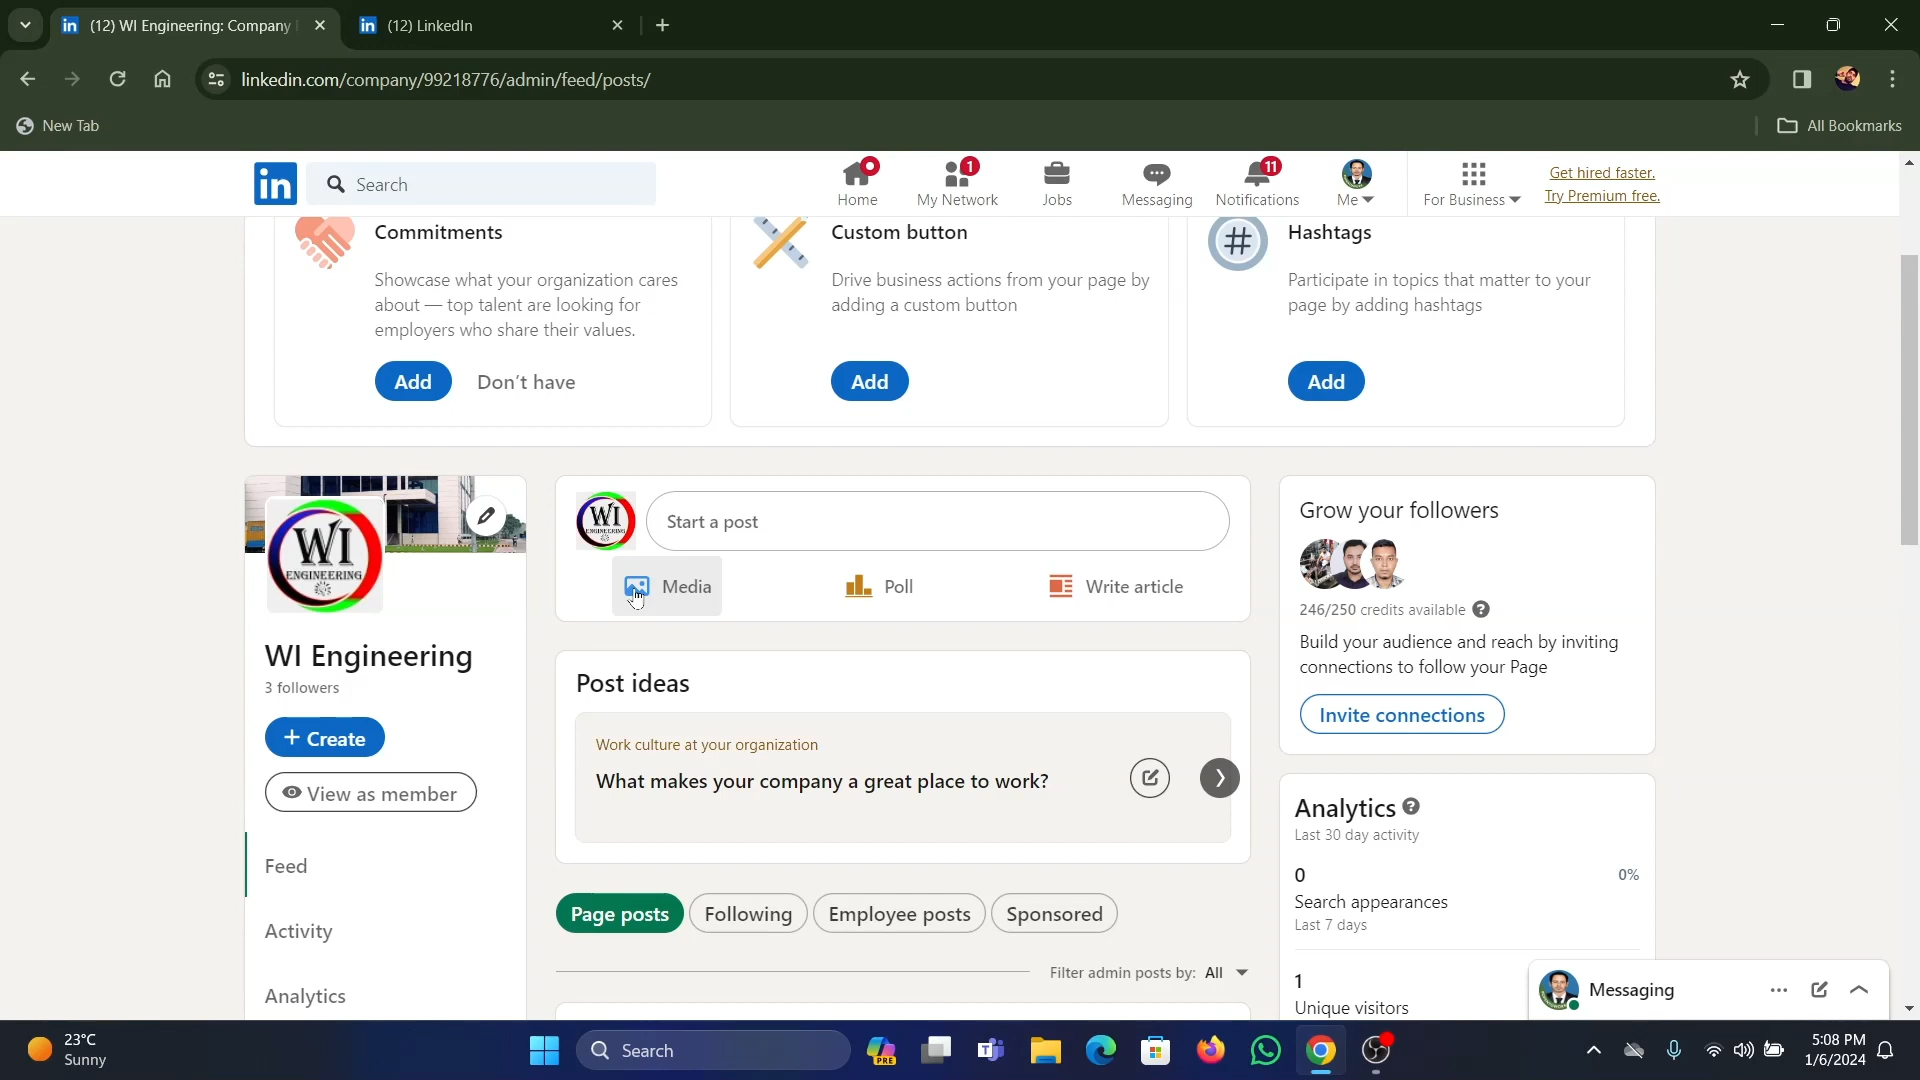 (12) WI Engineering: Company
(12) LinkedIn
linkedin.com/company/99218776/admin/feed/posts/
New Tab
All Bookmarks
in
Search
Home
1
My Network
Jobs
Messaging
11
Notifications
Me
For Business
Get hired faster.
Try Premium free.
Commitments
Showcase what your organization cares
about — top talent are looking for
employers who share their values.
Add
Don’t have
Custom button
Drive business actions from your page by
adding a custom button
Add
Hashtags
Participate in topics that matter to your
page by adding hashtags
Add
WI
ENGINEERING
WI Engineering
3 followers
+ Create
View as member
Feed
Activity
Analytics
WI
ENGINEERING
Start a post
Media
Poll
Write article
Post ideas
Work culture at your organization
What makes your company a great place to work?
Page posts
Following
Employee posts
Sponsored
Filter admin posts by: All
Grow your followers
246/250 credits available
Build your audience and reach by inviting
connections to follow your Page
Invite connections
Analytics
Last 30 day activity
0
0%
Search appearances
Last 7 days
1
Unique visitors
Messaging
23°C
Sunny
Search
PRE
5:08 PM
1/6/2024